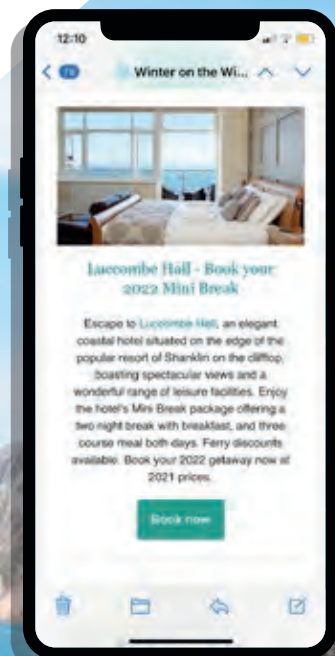 12:10
Winter on the Wi...
Luccombe Hall - Book your
2022 Mini Break
Escape to Luccombe Hall, an elegant
coastal hotel situated on the edge of the
popular resort of Shanklin on the clifftop,
boasting spectacular views and a
wonderful range of leisure facilities. Enjoy
the hotel's Mini Break package offering a
two night break with breakfast, and three
course meal both days. Ferry discounts
available. Book your 2022 getaway now at
2021 prices.
Book now